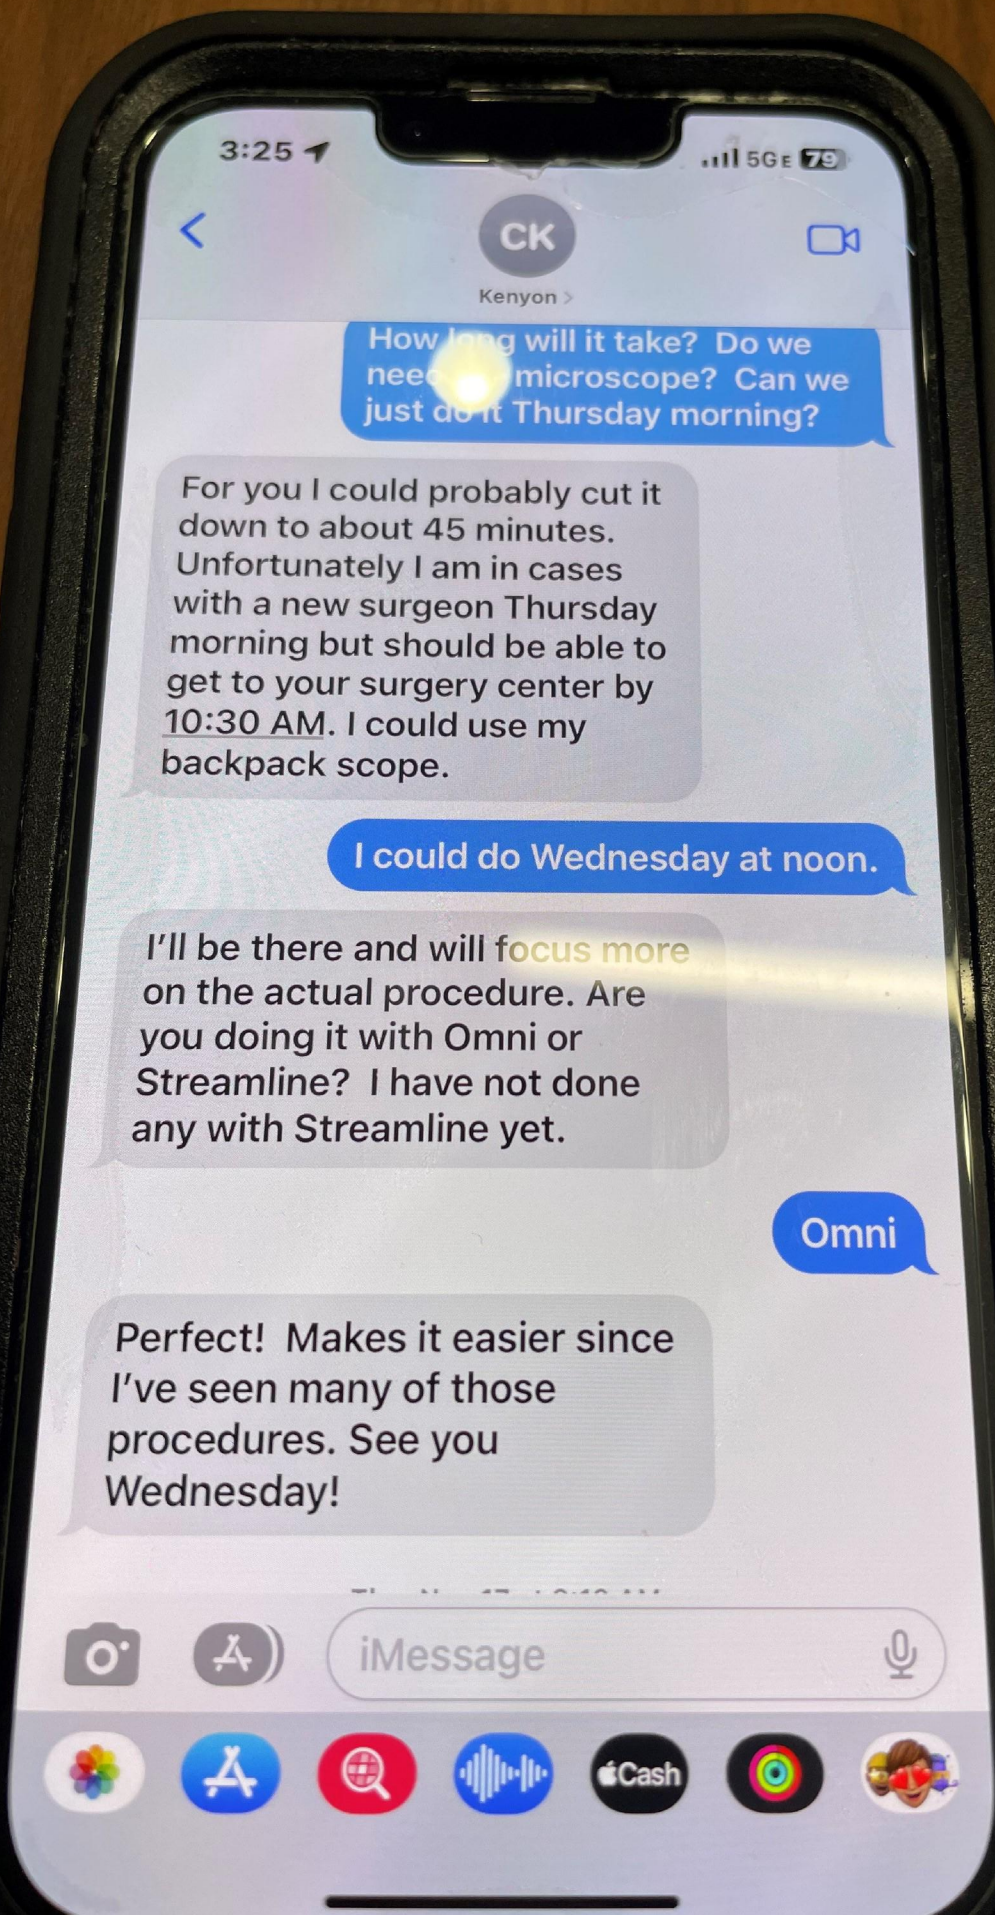 3:25
5GE 79
CK
Kenyon >
How long will it take? Do we
microscope? Can we
just do it Thursday morning?
For you I could probably cut it
down to about 45 minutes.
Unfortunately I am in cases
with a new surgeon Thursday
morning but should be able to
get to your surgery center by
10:30 AM. I could use my
backpack scope.
I could do Wednesday at noon.
I'll be there and will focus more
on the actual procedure. Are
you doing it with Omni or
Streamline? I have not done
any with Streamline yet.
Omni
Perfect! Makes it easier since
I've seen many of those
procedures. See you
Wednesday!
iMessage
Cash